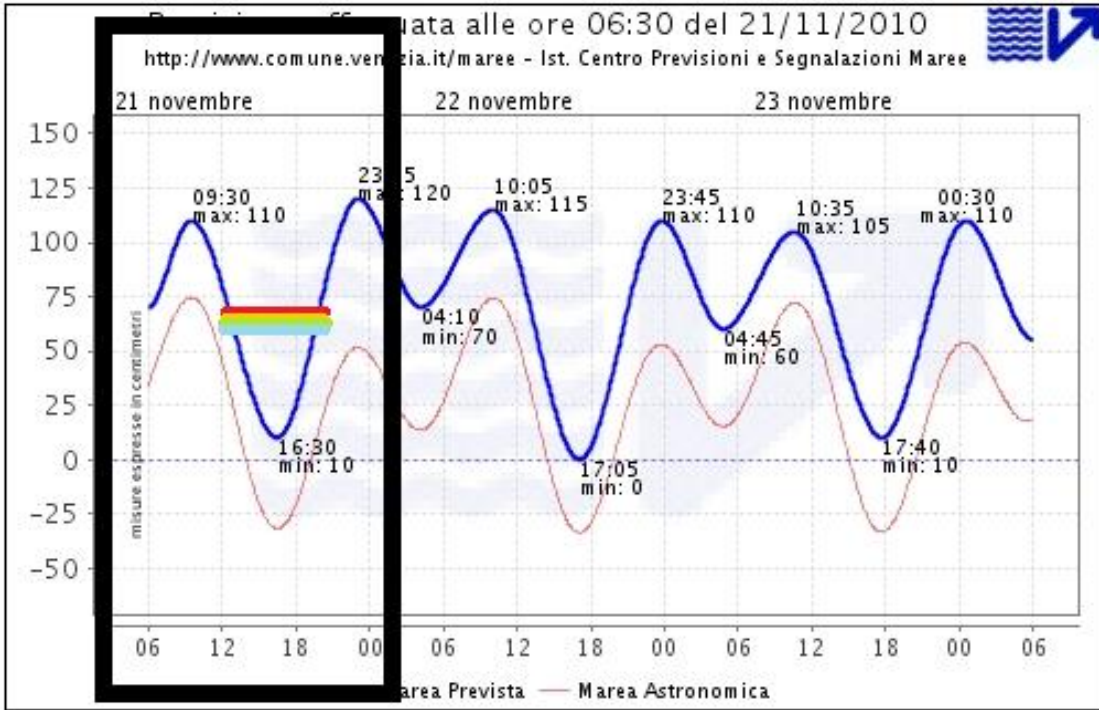 uata alle ore 06:30 del 21/11/2010
http://www.comune.venezia.it/maree - Ist. Centro Previsioni e Segnalazioni Maree
21 novembre 22 novembre 23 novembre
150
125
100
75
50
25
0
-25
-50
misure espresse in centimetri
09:30
max: 110
16:30
min: 10
max: 120
04:10
min: 70
10:05
max: 115
17:05
min: 0
23:45
max: 110
04:45
min: 60
10:35
max: 105
17:40
min: 10
00:30
max: 110
06 12 18 00 06 12 18 00 06 12 18 00 06
area Prevista — Marea Astronomica